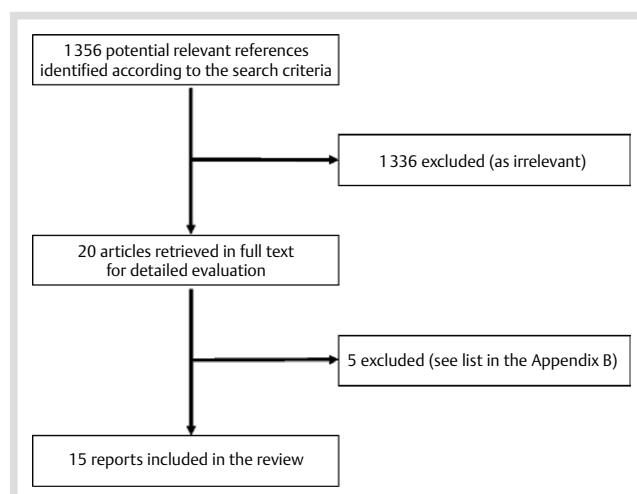 1356 potential relevant references
identified according to the search criteria
1336 excluded (as irrelevant)
20 articles retrieved in full text
for detailed evaluation
5 excluded (see list in the Appendix B)
15 reports included in the review